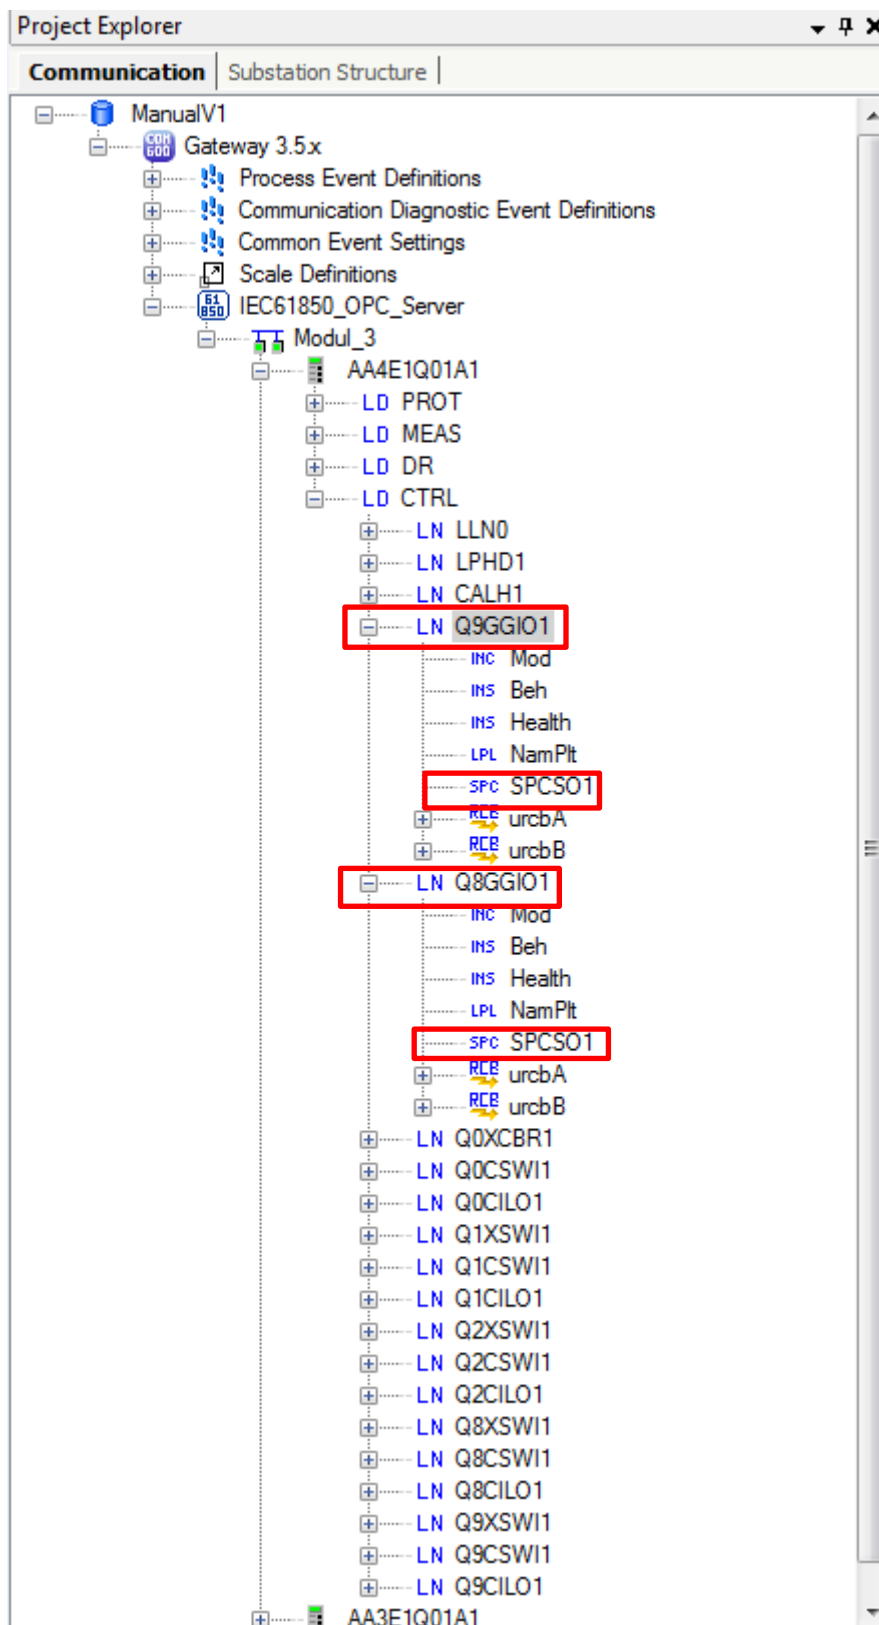 Project Explorer
Communication Substation Structure
ManualV1
COM 600 Gateway 3.5.x
Process Event Definitions
Communication Diagnostic Event Definitions
Common Event Settings
Scale Definitions
61 850 IEC61850_OPC_Server
Modul_3
AA4E1Q01A1
LD PROT
LD MEAS
LD DR
LD CTRL
LN LLN0
LN LPHD1
LN CALH1
LN Q9GGIO1
INC Mod
INS Beh
INS Health
LPL NamPlt
SPC SPCSO1
RCB urcbA
RCB urcbB
LN Q8GGIO1
INC Mod
INS Beh
INS Health
LPL NamPlt
SPC SPCSO1
RCB urcbA
RCB urcbB
LN Q0XCBR1
LN Q0CSWI1
LN Q0CILO1
LN Q1XSWI1
LN Q1CSWI1
LN Q1CILO1
LN Q2XSWI1
LN Q2CSWI1
LN Q2CILO1
LN Q8XSWI1
LN Q8CSWI1
LN Q8CILO1
LN Q9XSWI1
LN Q9CSWI1
LN Q9CILO1
AA3E1Q01A1